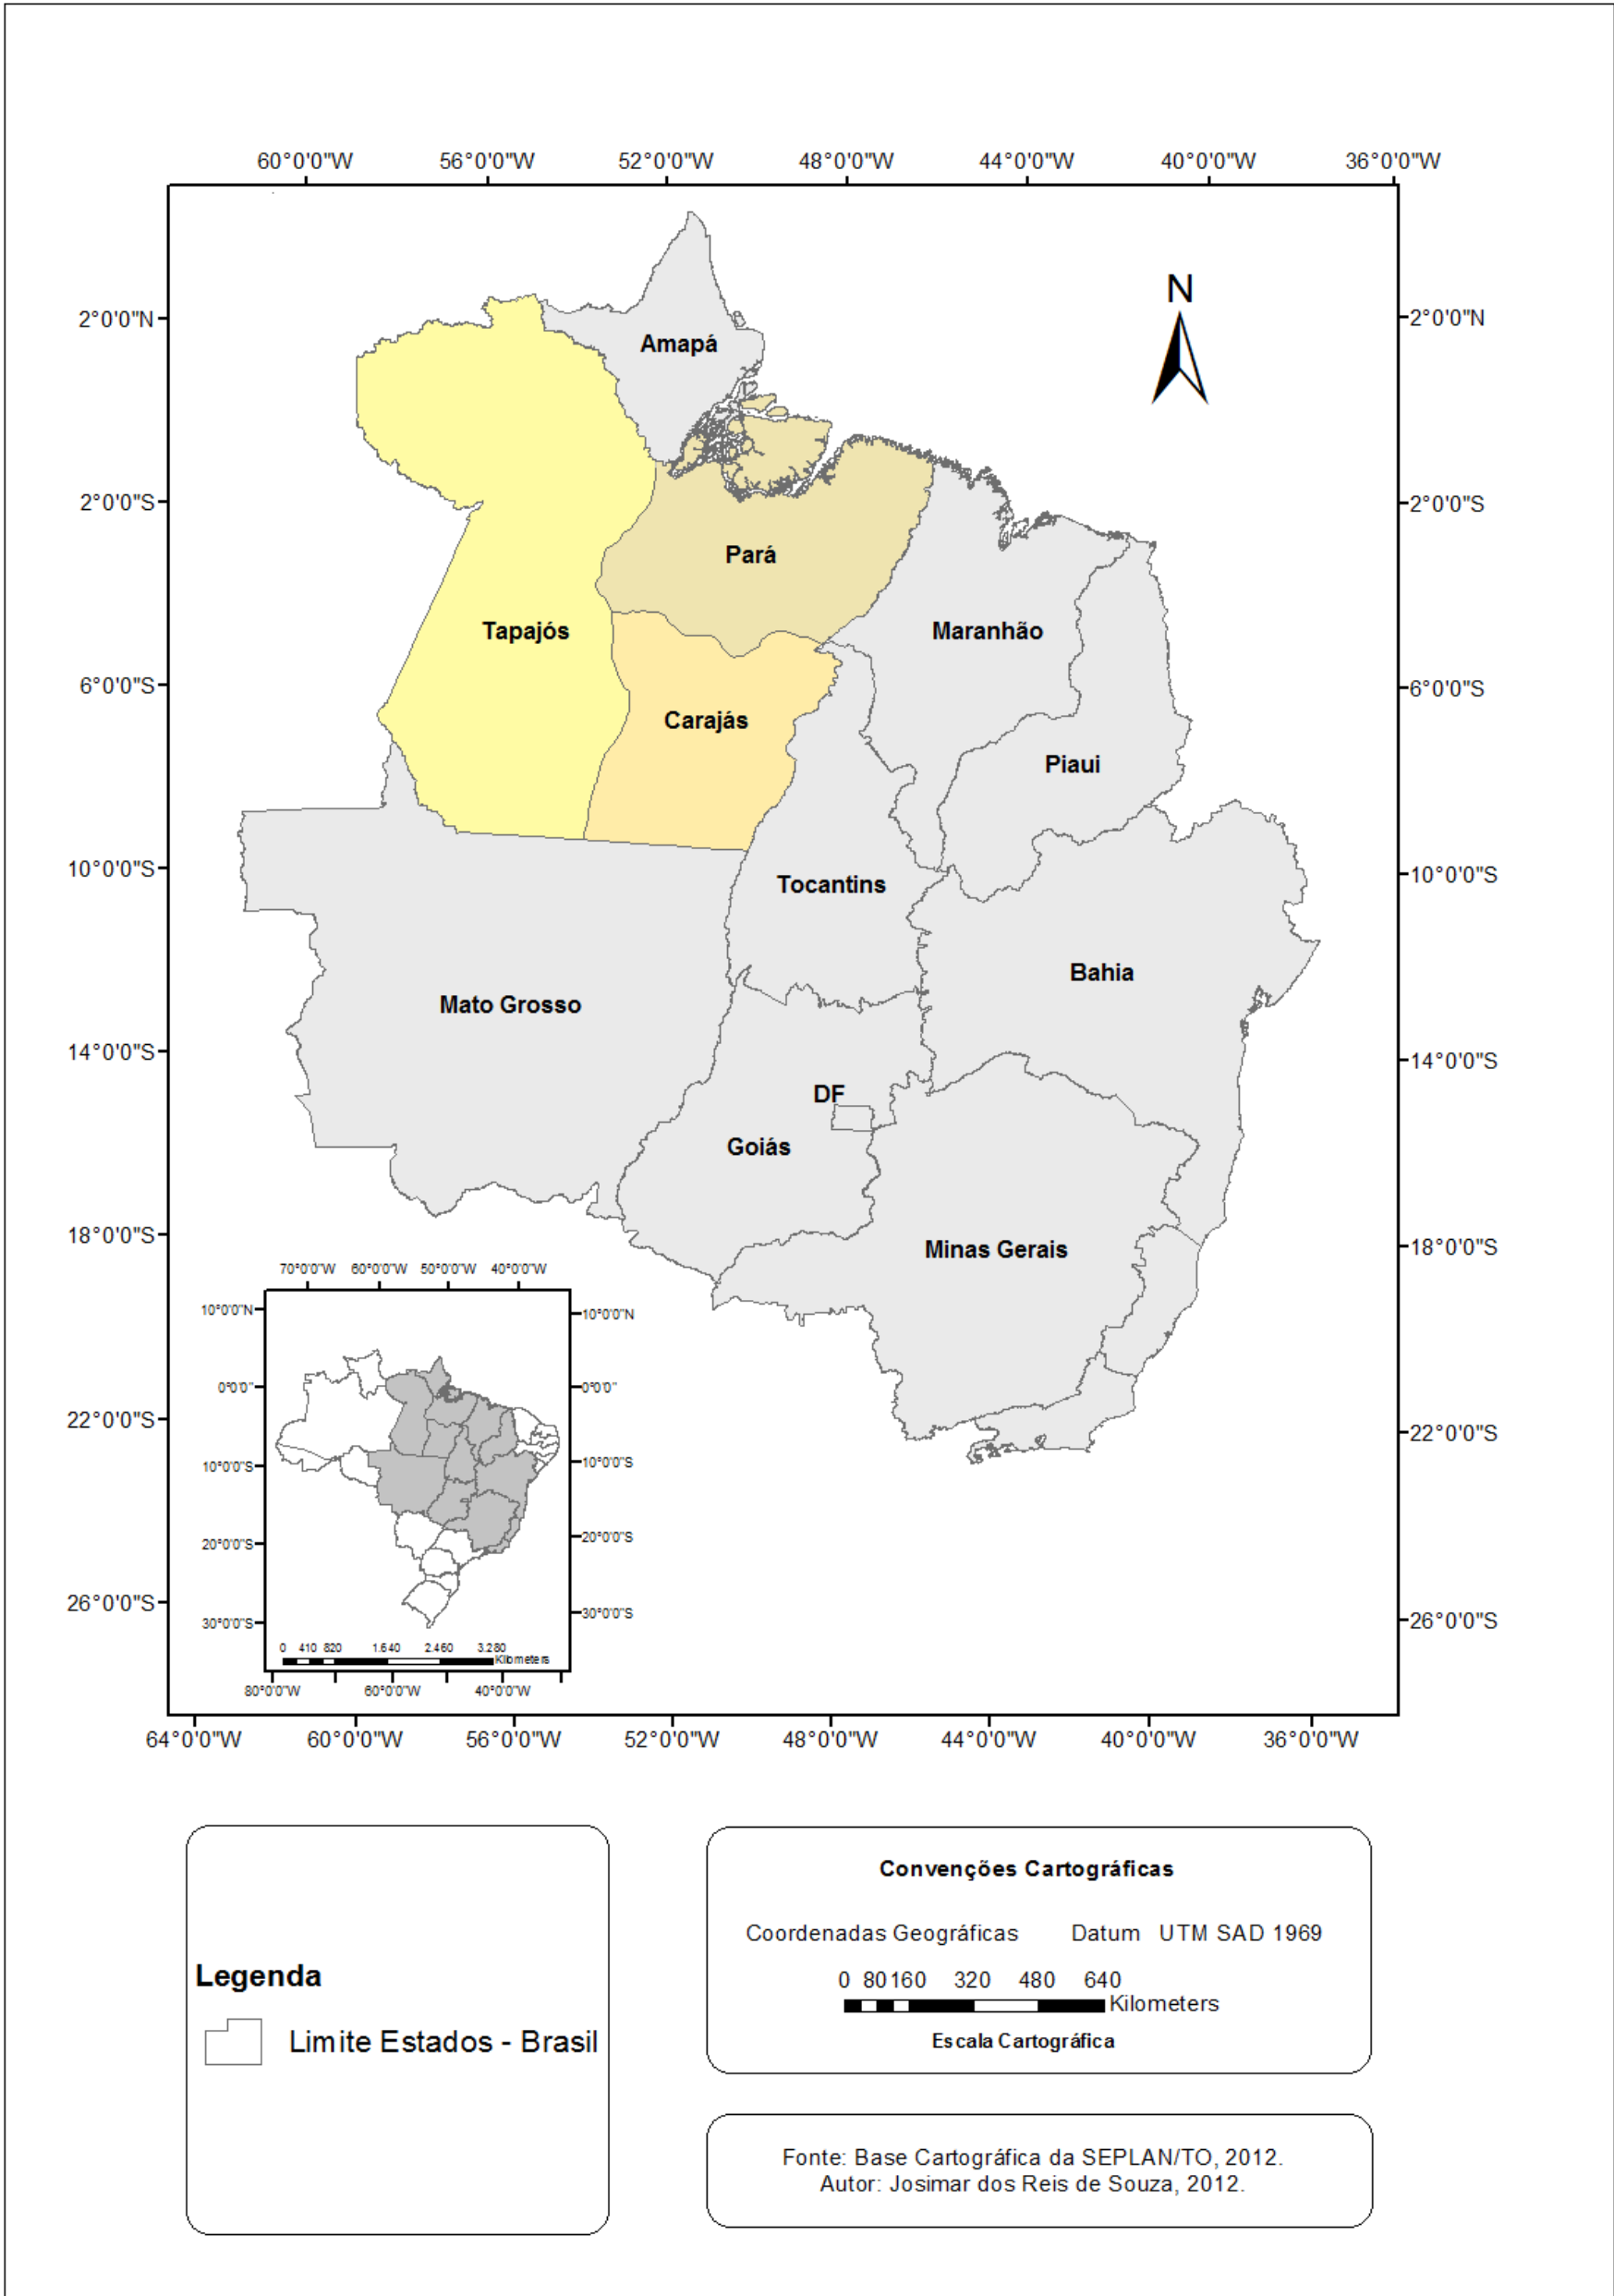 60°0'0"W 56°0'0"W 52°0'0"W 48°0'0"W 44°0'0"W 40°0'0"W 36°0'0"W
N
2°0'0"N 2°0'0"N
Amapá
2°0'0"S 2°0'0"S
Pará
Tapajós Maranhão
6°0'0"S 6°0'0"S
Carajás
Piaui
10°0'0"S 10°0'0"S
Tocantins
Bahia
Mato Grosso
14°0'0"S 14°0'0"S
DF
Goiás
18°0'0"S 18°0'0"S
Minas Gerais
70°0'0"W 60°0'0"W 50°0'0"W 40°0'0"W
10°0'0"N 10°0'0"N
0°0'0" 0°0'0"
22°0'0"S 22°0'0"S
10°0'0"S 10°0'0"S
20°0'0"S 20°0'0"S
26°0'0"S 26°0'0"S
30°0'0"S 30°0'0"S
0 410 820 1.640 2.460 3.280
Kilometers
80°0'0"W 60°0'0"W 40°0'0"W
64°0'0"W 60°0'0"W 56°0'0"W 52°0'0"W 48°0'0"W 44°0'0"W 40°0'0"W 36°0'0"W
Legenda
Limite Estados - Brasil
Convenções Cartográficas
Coordenadas Geográficas Datum UTM SAD 1969
0 80 160 320 480 640
Kilometers
Escala Cartográfica
Fonte: Base Cartográfica da SEPLAN/TO, 2012.
Autor: Josimar dos Reis de Souza, 2012.